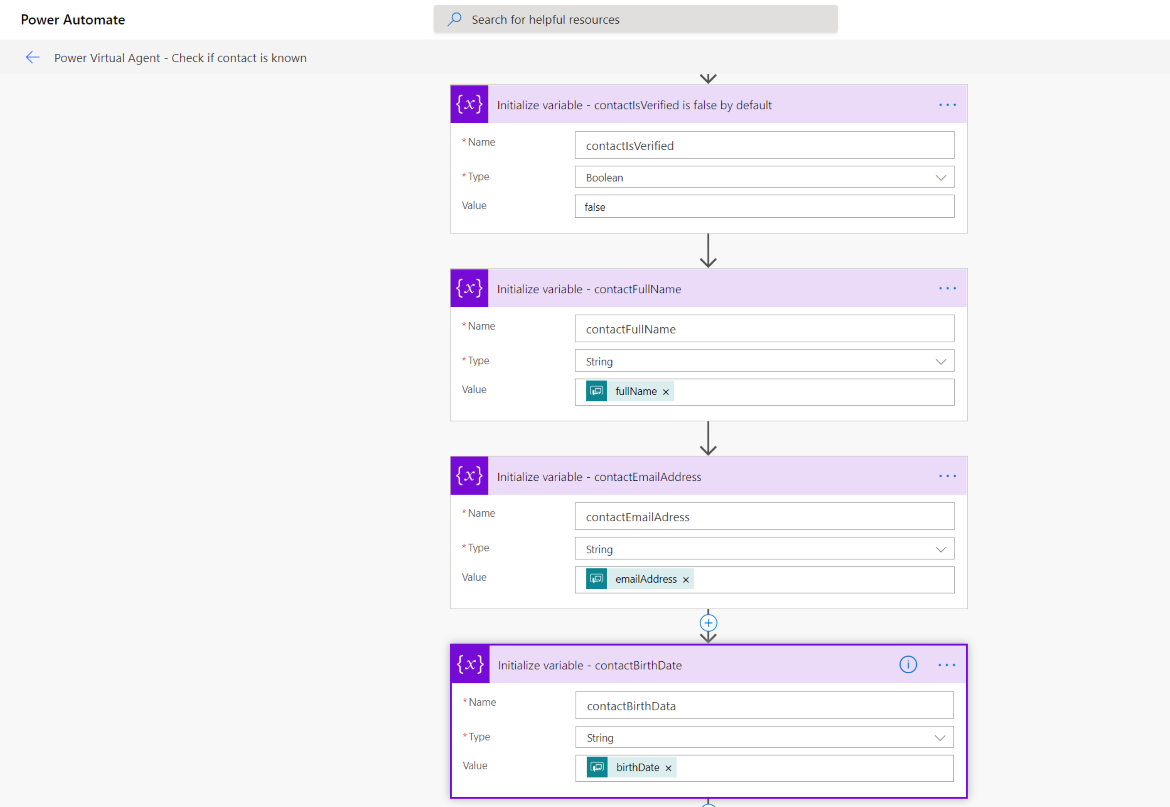 Power Automate
Search for helpful resources
Power Virtual Agent - Check if contact is known
{x} Initialize variable - contactIsVerified is false by default ...
* Name contactIsVerified
* Type Boolean
Value false
{x} Initialize variable - contactFullName ...
* Name contactFullName
* Type String
Value fullName ×
{x} Initialize variable - contactEmailAddress ...
* Name contactEmailAdress
* Type String
Value emailAddress ×
{x} Initialize variable - contactBirthDate ...
* Name contactBirthData
* Type String
Value birthDate ×